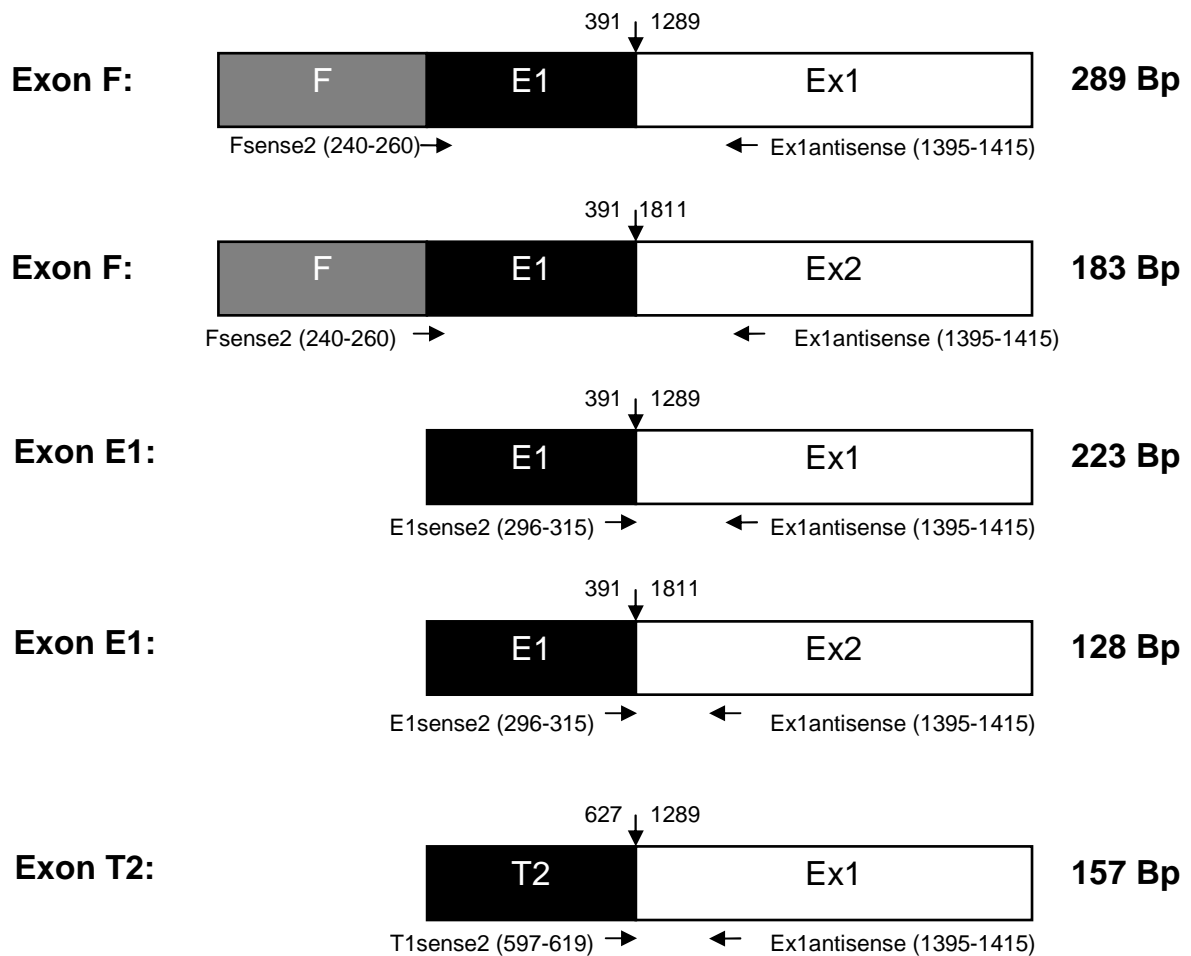 391 1289
Exon F: F E1 Ex1 289 Bp
Fsense2 (240-260) Ex1antisense (1395-1415)
391 1811
Exon F: F E1 Ex2 183 Bp
Fsense2 (240-260) Ex1antisense (1395-1415)
391 1289
Exon E1: E1 Ex1 223 Bp
E1sense2 (296-315) Ex1antisense (1395-1415)
391 1811
Exon E1: E1 Ex2 128 Bp
E1sense2 (296-315) Ex1antisense (1395-1415)
627 1289
Exon T2: T2 Ex1 157 Bp
T1sense2 (597-619) Ex1antisense (1395-1415)